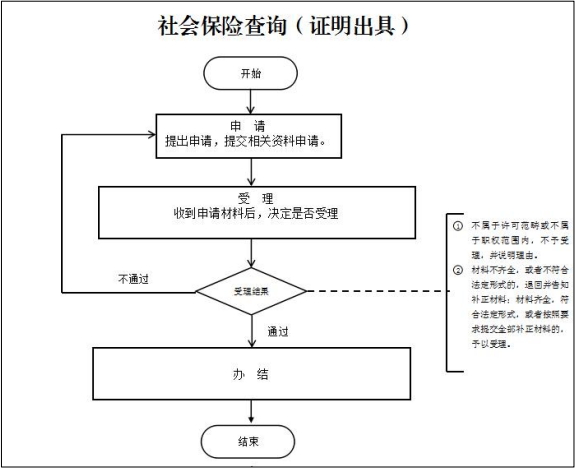 社会保险查询（证明出具）
开始
申 请
提出申请，提交相关资料申请。
受 理
收到申请材料后，决定是否受理
① 不属于许可范畴或不属
于职权范围内，不予受
理，并说明理由。
② 材料不齐全，或者不符合
法定形式的，退回并告知
补正材料；材料齐全，符
合法定形式，或者按照要
求提交全部补正材料的，
予以受理。
不通过
受理结果
通过
办 结
结束